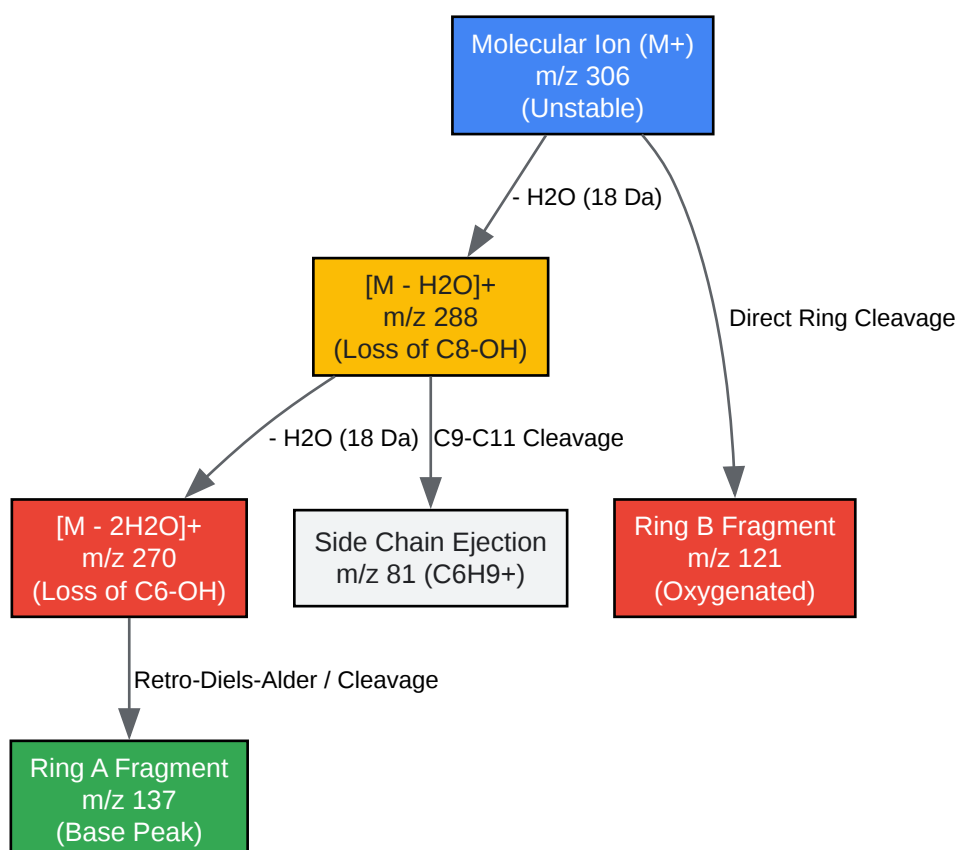 Molecular Ion (M+)
m/z 306
(Unstable)
- H2O (18 Da)
[M - H2O]+
m/z 288
(Loss of C8-OH)
Direct Ring Cleavage
- H2O (18 Da)
C9-C11 Cleavage
[M - 2H2O]+
m/z 270
(Loss of C6-OH)
Side Chain Ejection
m/z 81 (C6H9+)
Ring B Fragment
m/z 121
(Oxygenated)
Retro-Diels-Alder / Cleavage
Ring A Fragment
m/z 137
(Base Peak)